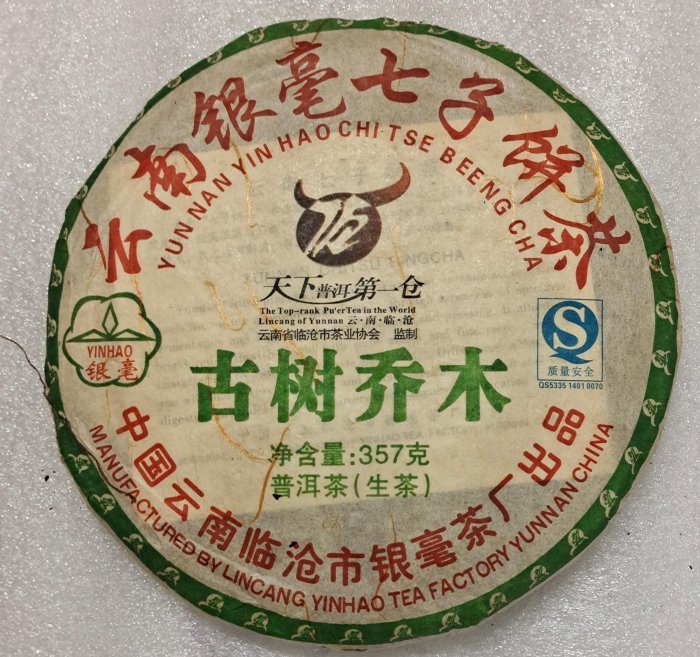 云南银毫七子饼茶
YUN NAN YIN HAO CHI TSE BEENG CHA
天下普洱第一仓
The Top-rank Pu'er Tea in the World
Lincang of Yunnan 云·南·临·沧
云南省临沧市茶业协会 监制
YINHAO
银毫
质量安全
QS5335 1401 0070
古树乔木
净含量:357克
普洱茶(生茶)
中国云南临沧市银毫茶厂出品
MANUFACTURED BY LINCANG YINHAO TEA FACTORY YUNNAN CHINA